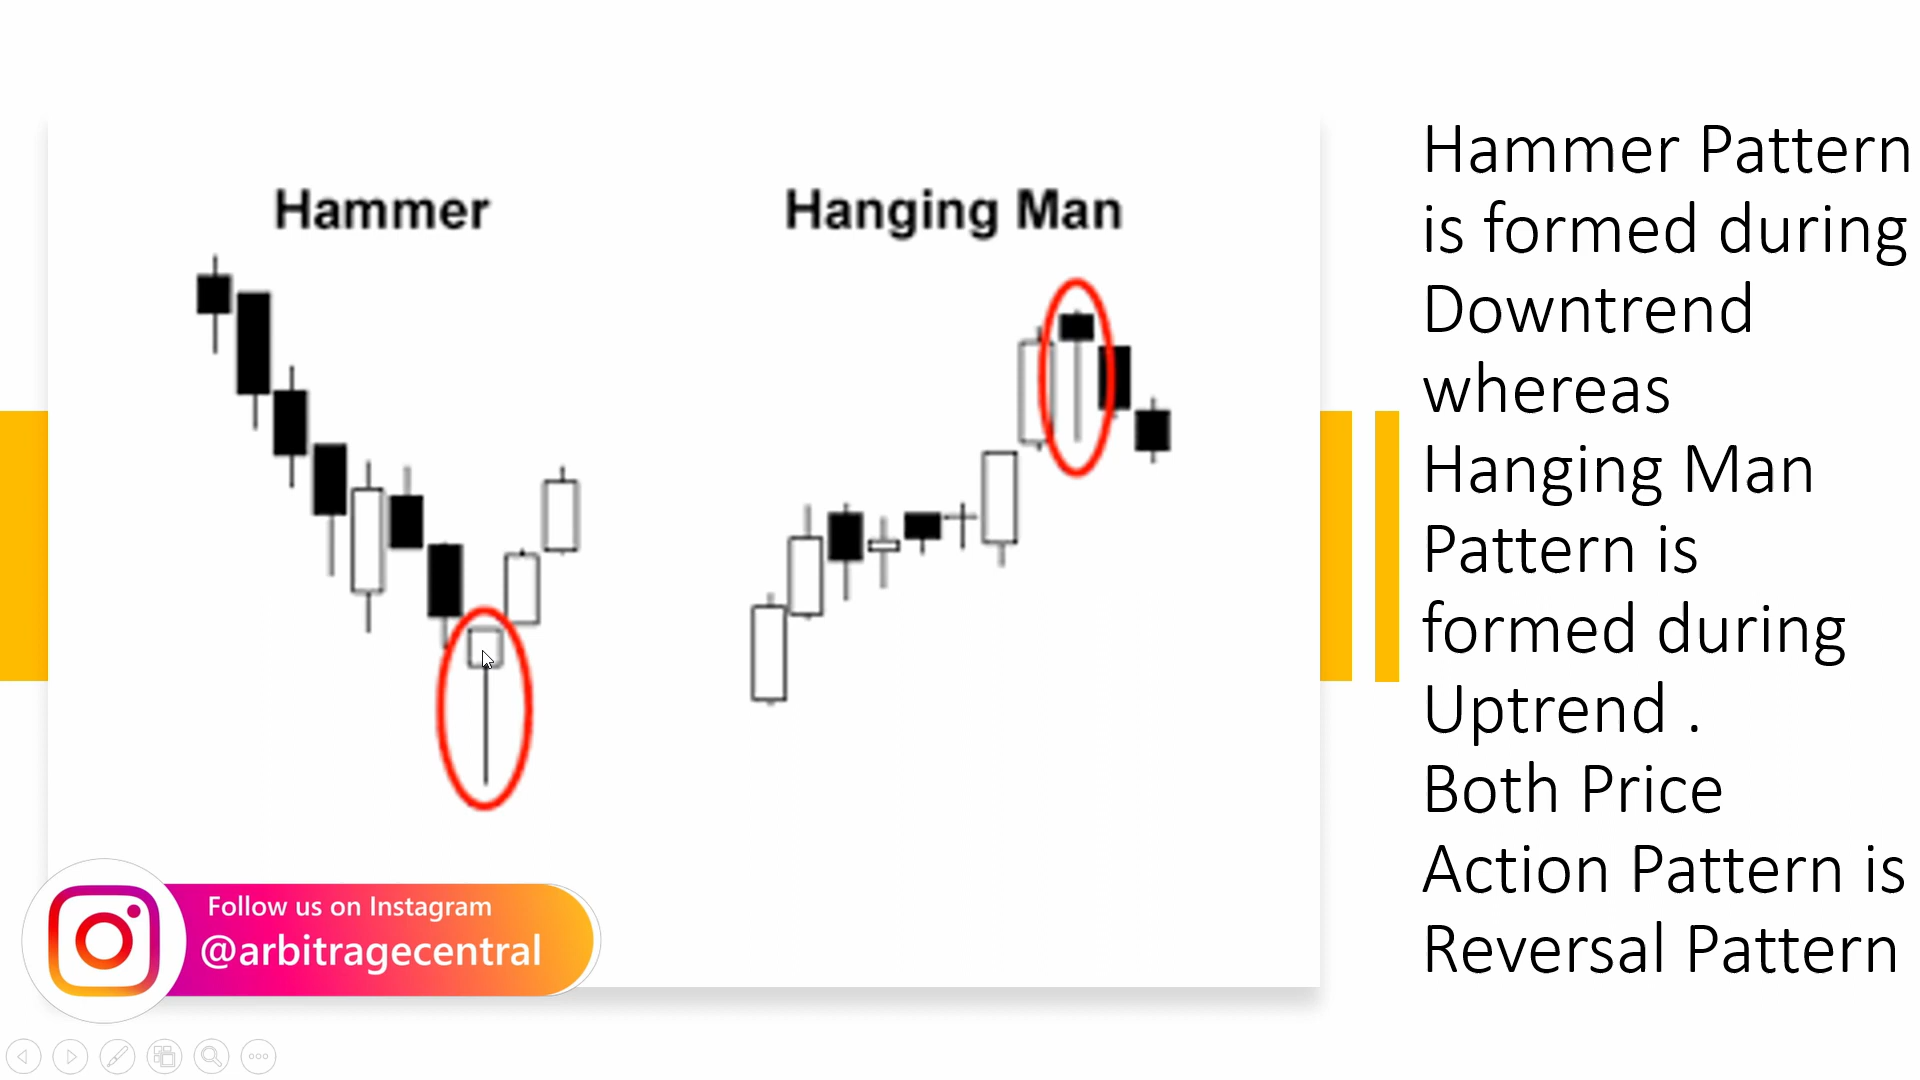 Hammer
Hanging Man
Hammer Pattern
is formed during
Downtrend
whereas
Hanging Man
Pattern is
formed during
Uptrend .
Both Price
Action Pattern is
Reversal Pattern
Follow us on Instagram
@arbitragecentral